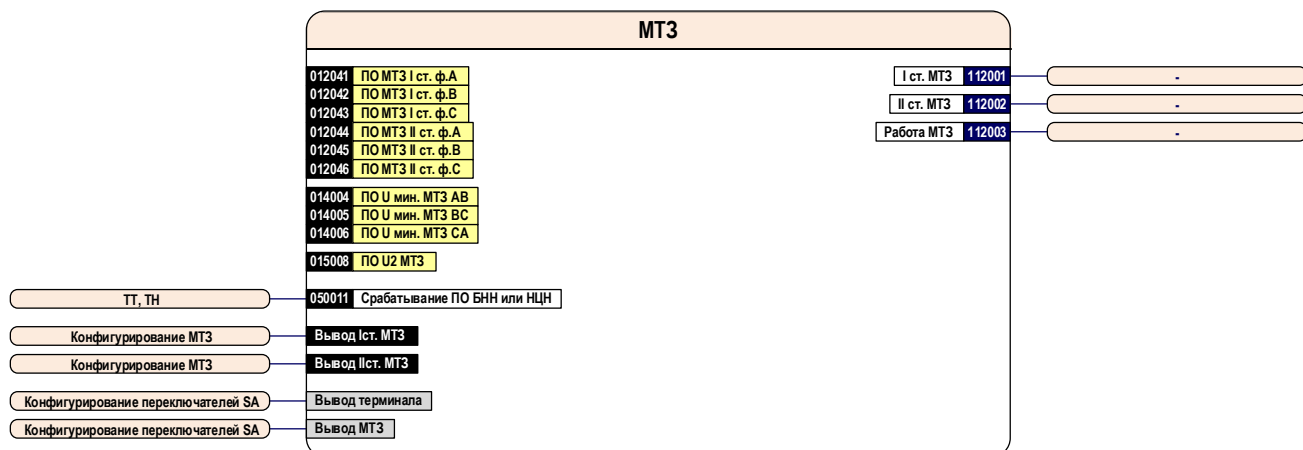 МТЗ
012041 ПО МТЗ I ст. ф.А
012042 ПО МТЗ I ст. ф.В
012043 ПО МТЗ I ст. ф.С
012044 ПО МТЗ II ст. ф.А
012045 ПО МТЗ II ст. ф.В
012046 ПО МТЗ II ст. ф.С
014004 ПО U мин. МТЗ АВ
014005 ПО U мин. МТЗ ВС
014006 ПО U мин. МТЗ СА
015008 ПО U2 МТЗ
ТТ, ТН 050011 Срабатывание ПО БНН или НЦН
Конфигурирование МТЗ Вывод Iст. МТЗ
Конфигурирование МТЗ Вывод IIст. МТЗ
Конфигурирование переключателей SA Вывод терминала
Конфигурирование переключателей SA Вывод МТЗ
I ст. МТЗ 112001 -
II ст. МТЗ 112002 -
Работа МТЗ 112003 -